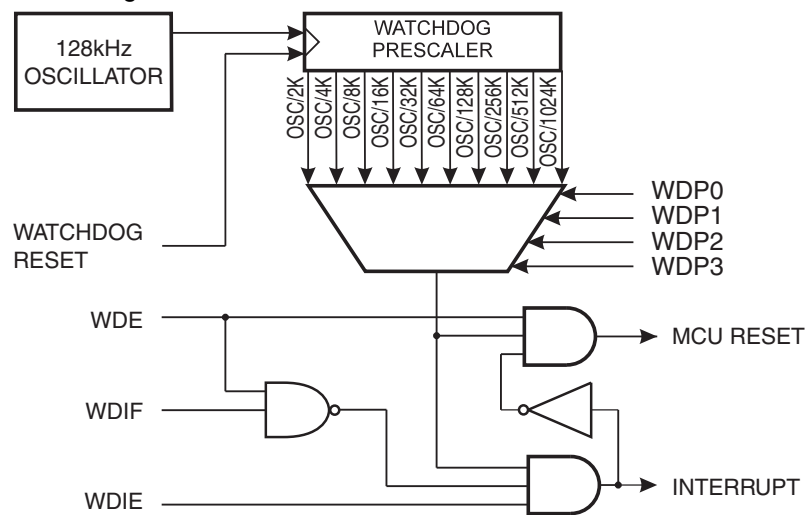 128kHz
OSCILLATOR
WATCHDOG
PRESCALER
OSC/2K
OSC/4K
OSC/8K
OSC/16K
OSC/32K
OSC/64K
OSC/128K
OSC/256K
OSC/512K
OSC/1024K
WDP0
WDP1
WDP2
WDP3
WATCHDOG
RESET
WDE
MCU RESET
WDIF
INTERRUPT
WDIE